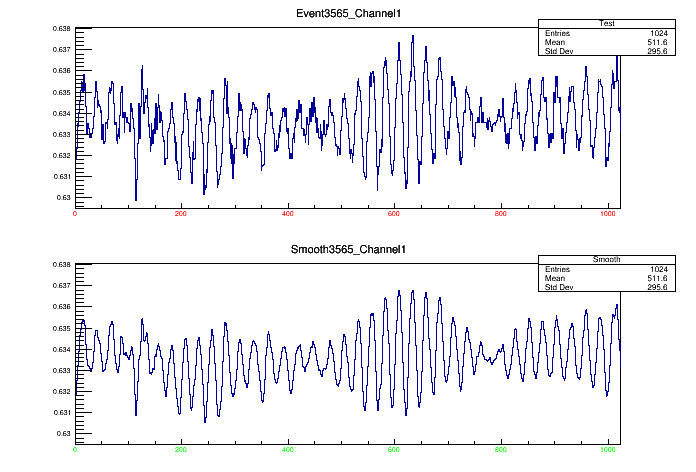 Event3565_Channel1
Test
Entries 1024
Mean 511.6
Std Dev 295.6
0.638
0.637
0.636
0.635
0.634
0.633
0.632
0.631
0.63
0 200 400 600 800 1000
Smooth3565_Channel1
Smooth
Entries 1024
Mean 511.6
Std Dev 295.6
0.638
0.637
0.636
0.635
0.634
0.633
0.632
0.631
0.63
0 200 400 600 800 1000